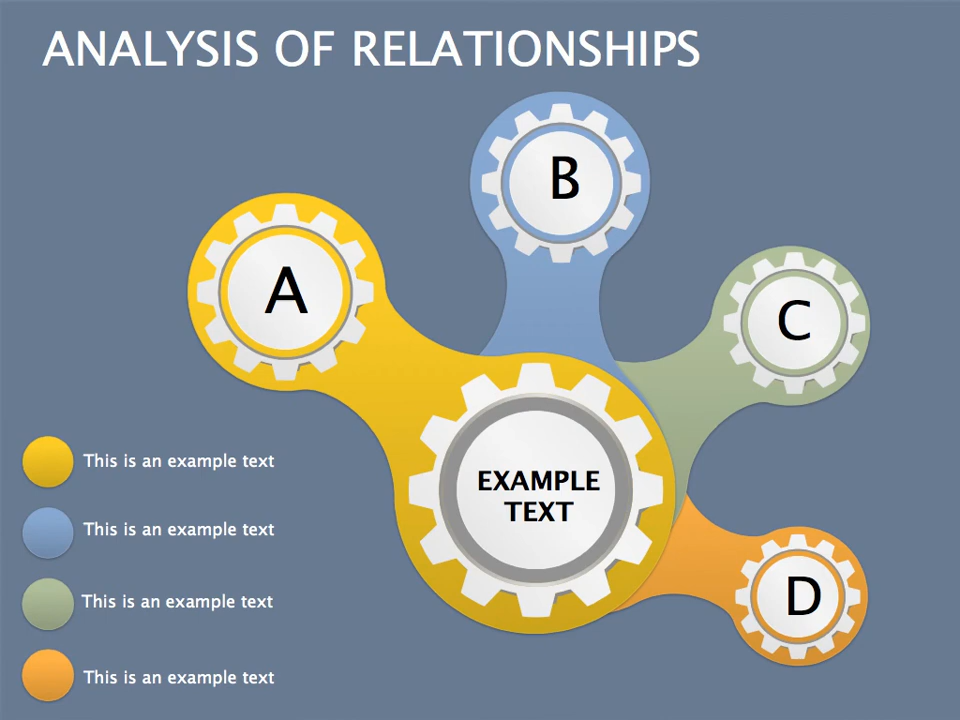 ANALYSIS OF RELATIONSHIPS
B
A
C
EXAMPLE
TEXT
D
This is an example text
This is an example text
This is an example text
This is an example text